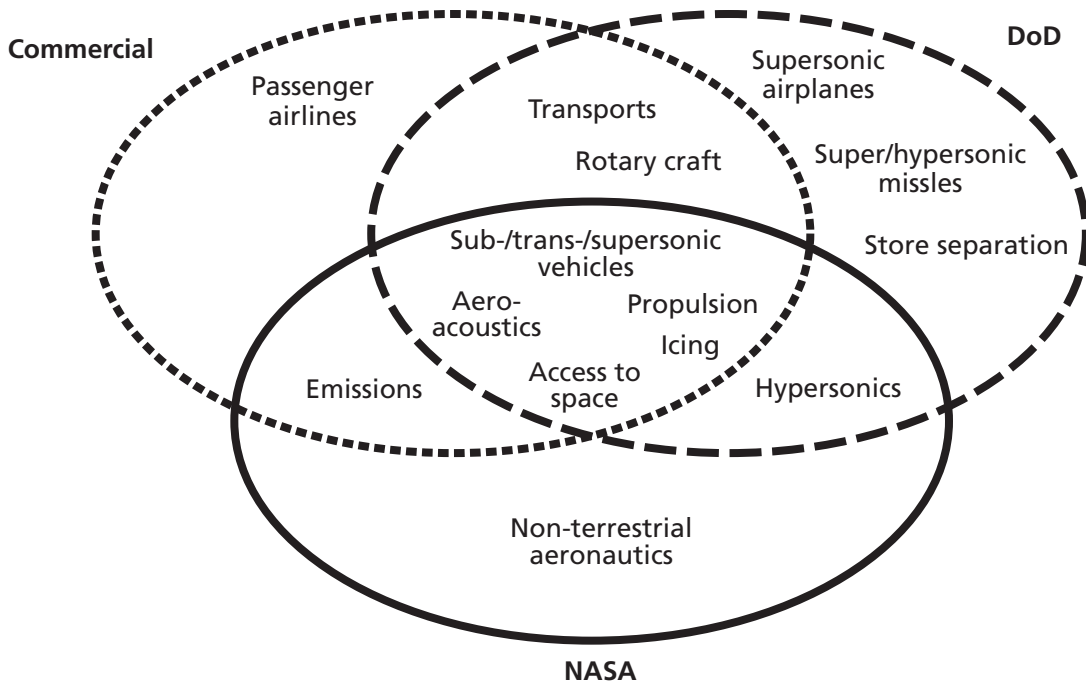 Commercial
DoD
Passenger
airlines
Supersonic
airplanes
Transports
Rotary craft
Super/hypersonic
missles
Store separation
Sub-/trans-/supersonic
vehicles
Aero-
acoustics
Propulsion
Icing
Emissions
Access to
space
Hypersonics
Non-terrestrial
aeronautics
NASA